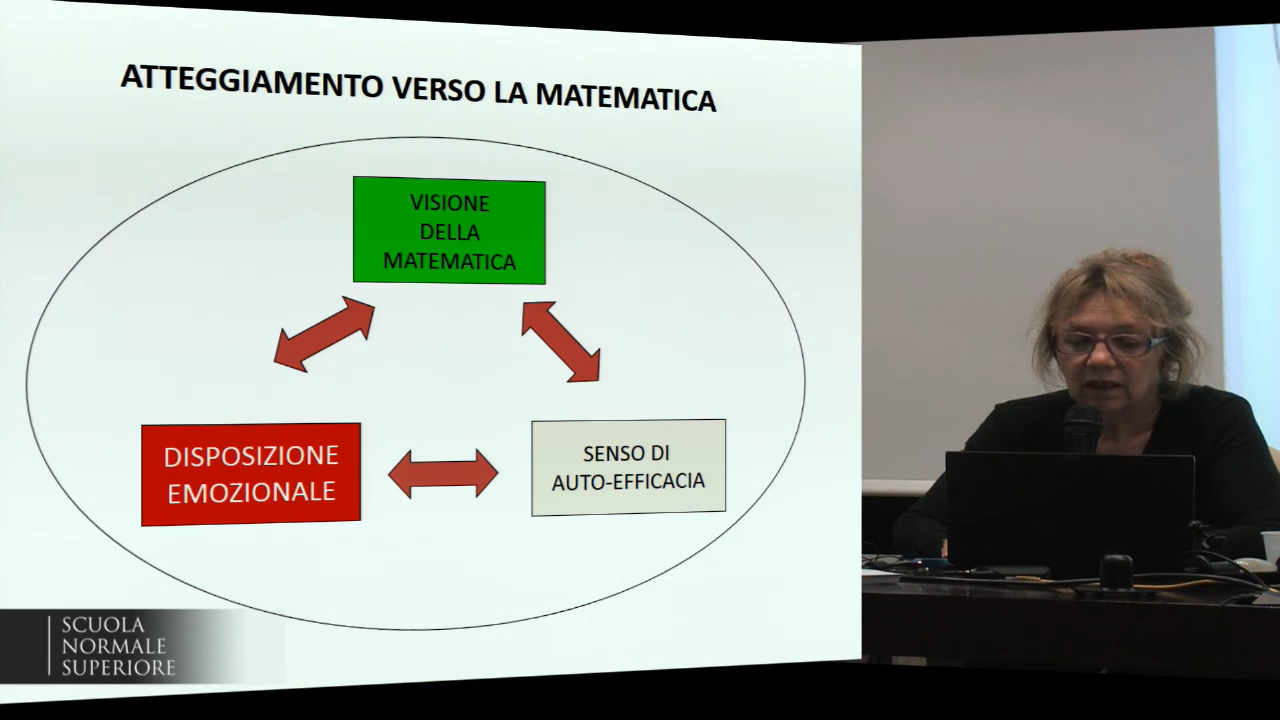 ATTEGGIAMENTO VERSO LA MATEMATICA
VISIONE
DELLA
MATEMATICA
DISPOSIZIONE
EMOZIONALE
SENSO DI
AUTO-EFFICACIA
SCUOLA
NORMALE
SUPERIORE